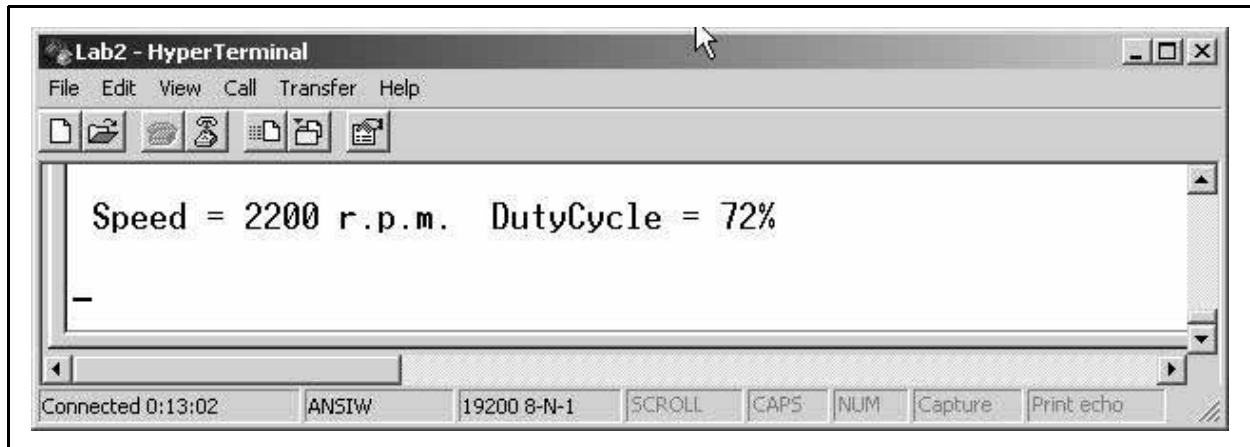 Lab2 - HyperTerminal
File Edit View Call Transfer Help
Speed = 2200 r.p.m. DutyCycle = 72%
Connected 0:13:02 ANSIW 19200 8-N-1 SCROLL CAPS NUM Capture Print echo